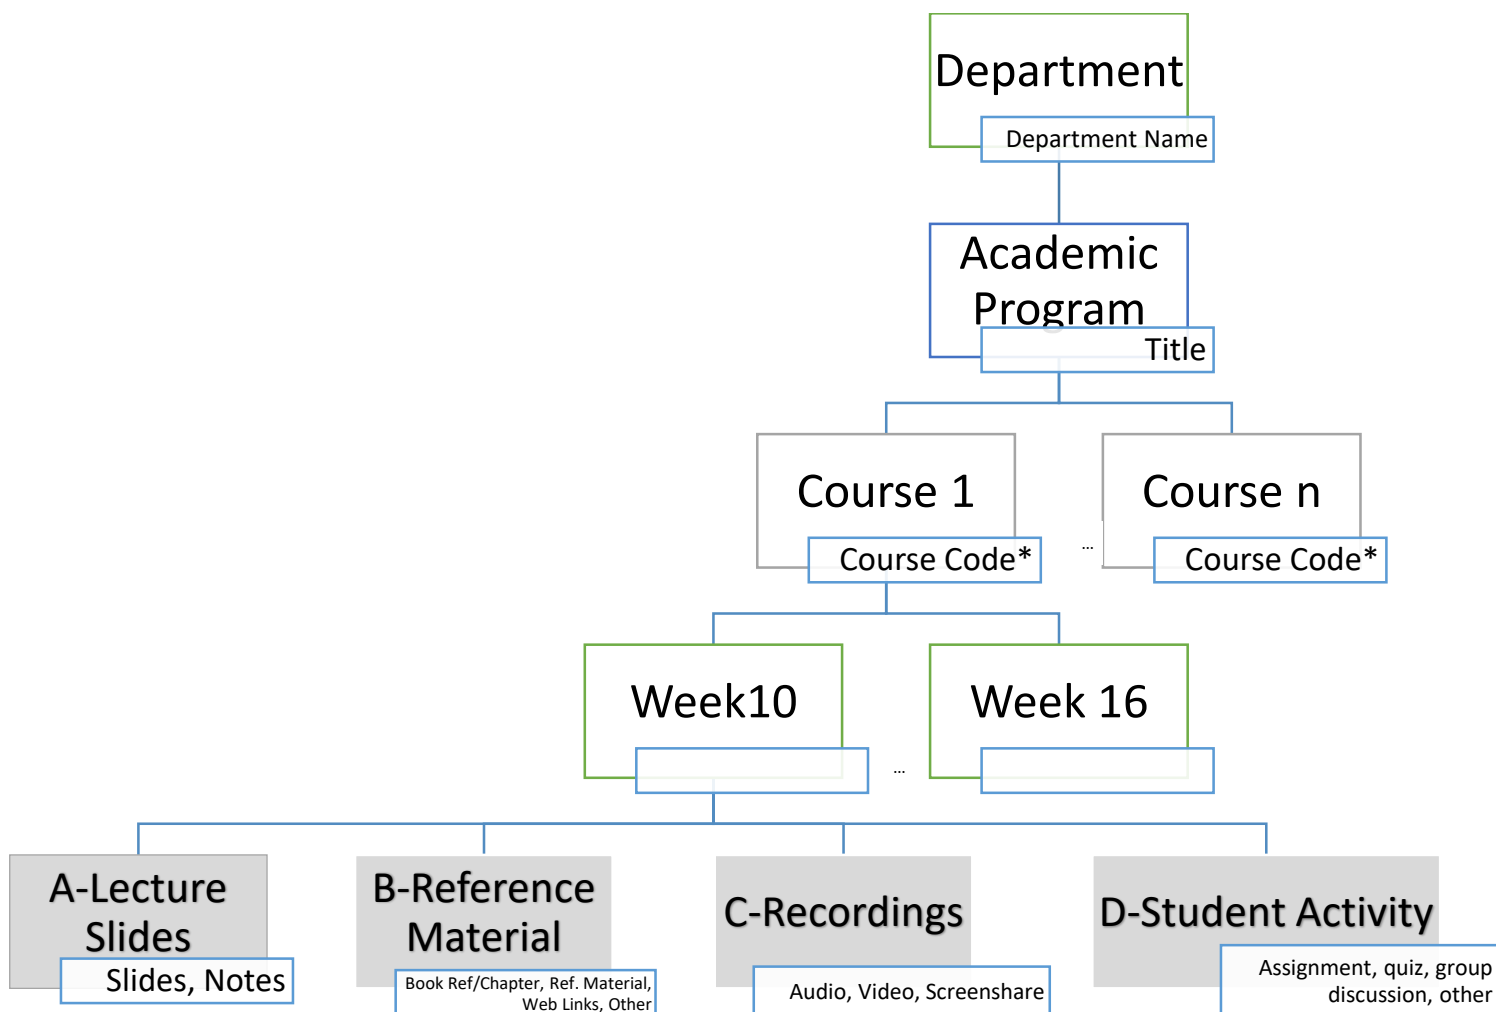 Department
Department Name
Academic
Program
Title
Course 1
Course Code*
...
Course n
Course Code*
Week10
...
Week 16
A-Lecture
Slides
Slides, Notes
B-Reference
Material
Book Ref/Chapter, Ref. Material,
Web Links, Other
C-Recordings
Audio, Video, Screenshare
D-Student Activity
Assignment, quiz, group
discussion, other